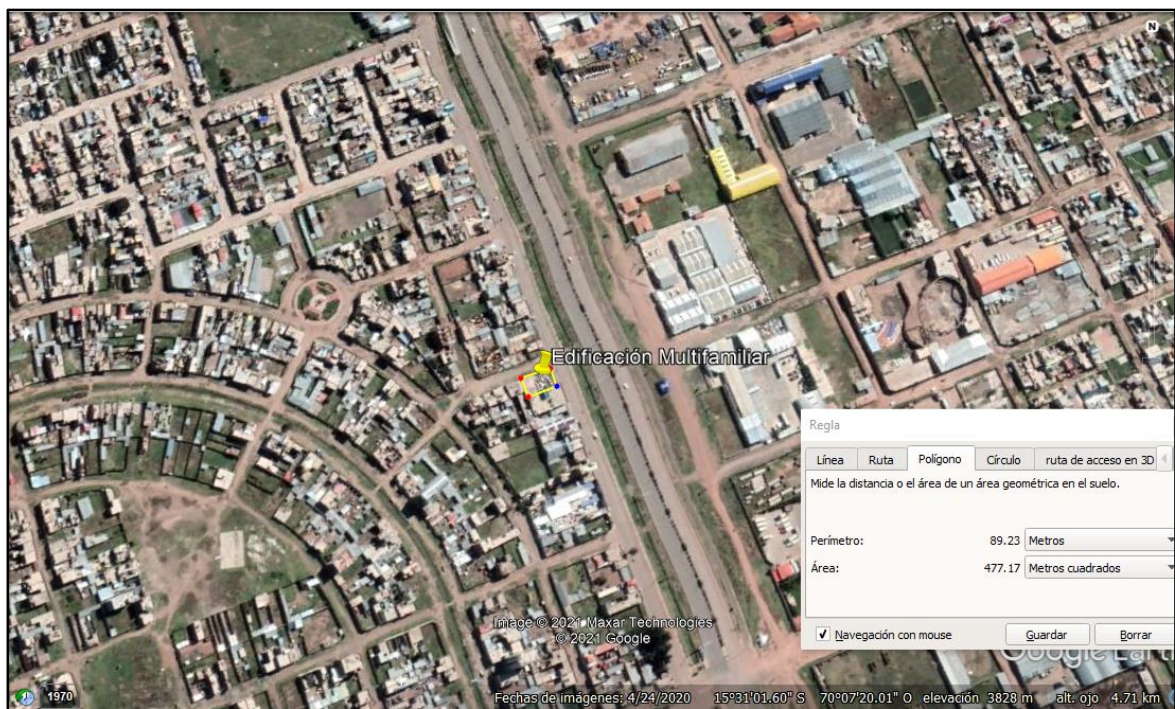 N
Edificación Multifamiliar
Regla
Línea Ruta Polígono Círculo ruta de acceso en 3D
Mide la distancia o el área de un área geométrica en el suelo.
Perímetro: 89.23 Metros
Área: 477.17 Metros cuadrados
Navegación con mouse Guardar Borrar
Image © 2021 Maxar Technologies
© 2021 Google
1970 Fechas de imágenes: 4/24/2020 15°31'01.60" S 70°07'20.01" O elevación 3828 m alt. ojo 4.71 km